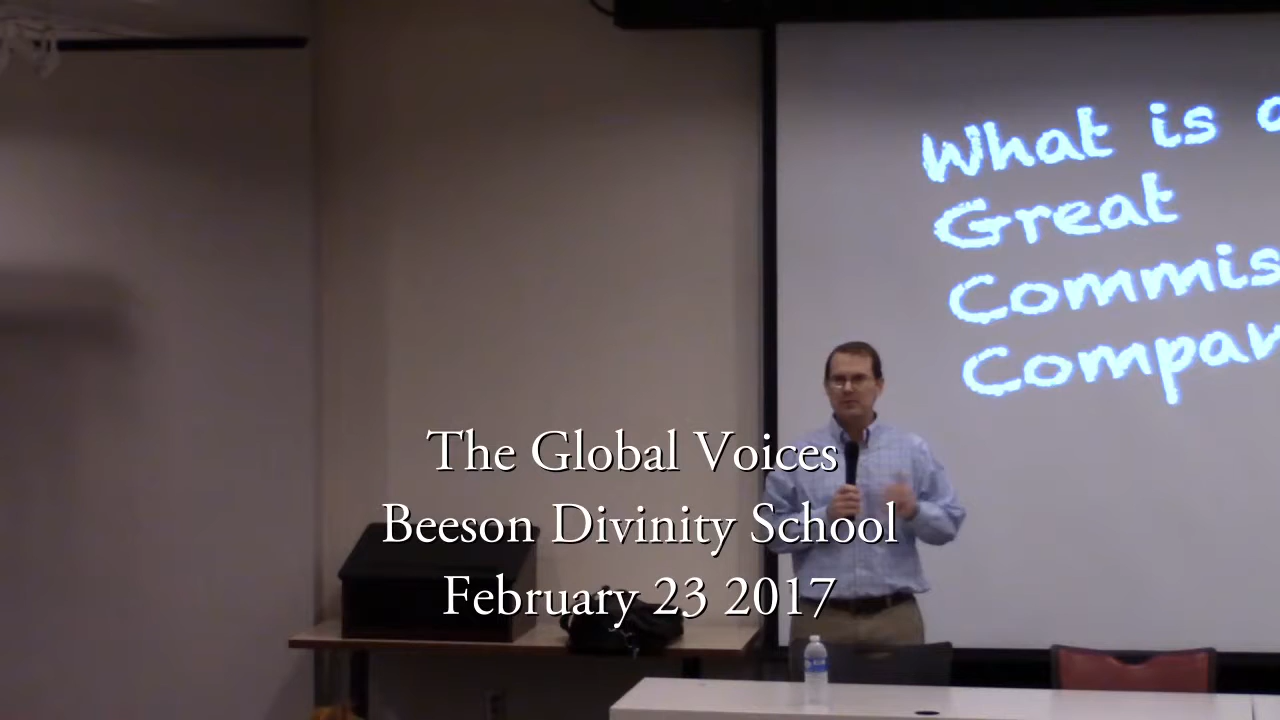 What is a
Great
Commis
Compan
The Global Voices
Beeson Divinity School
February 23 2017